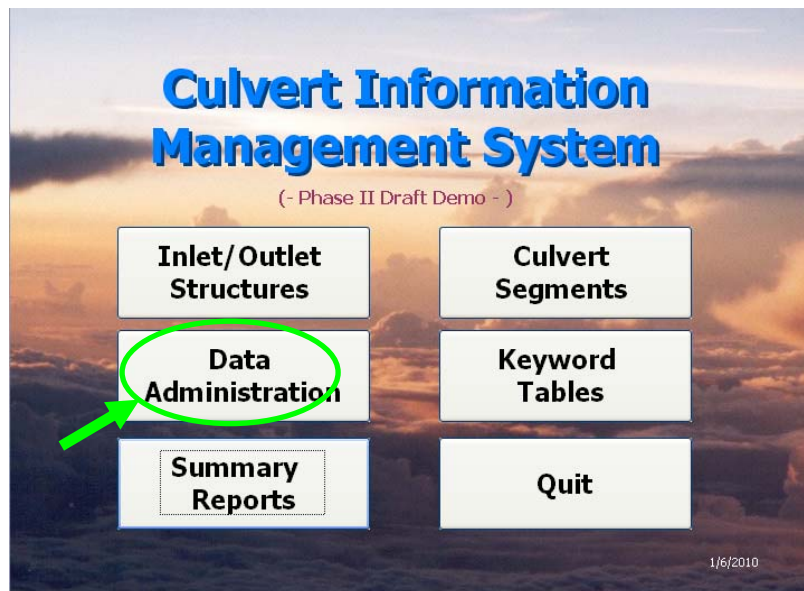 Culvert Information
Management System
(- Phase II Draft Demo - )
Inlet/Outlet
Structures
Culvert
Segments
Data
Administration
Keyword
Tables
Summary
Reports
Quit
1/6/2010